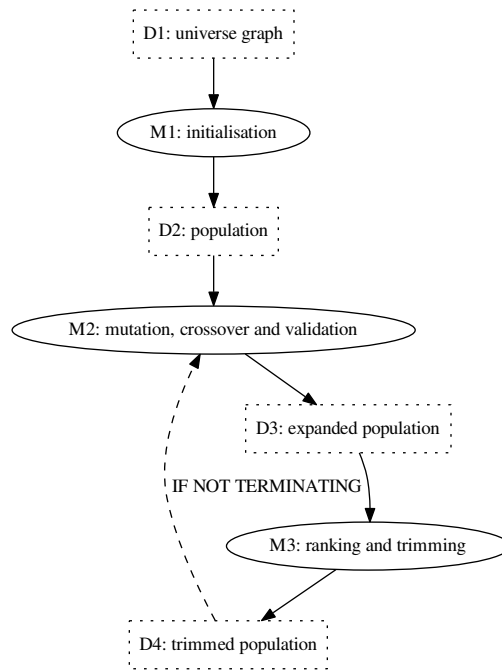 D1: universe graph
M1: initialisation
D2: population
M2: mutation, crossover and validation
D3: expanded population
IF NOT TERMINATING
M3: ranking and trimming
D4: trimmed population